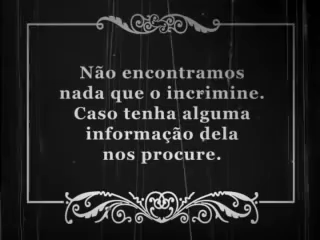 Não encontramos
nada que o incrimine.
Caso tenha alguma
informação dela
nos procure.